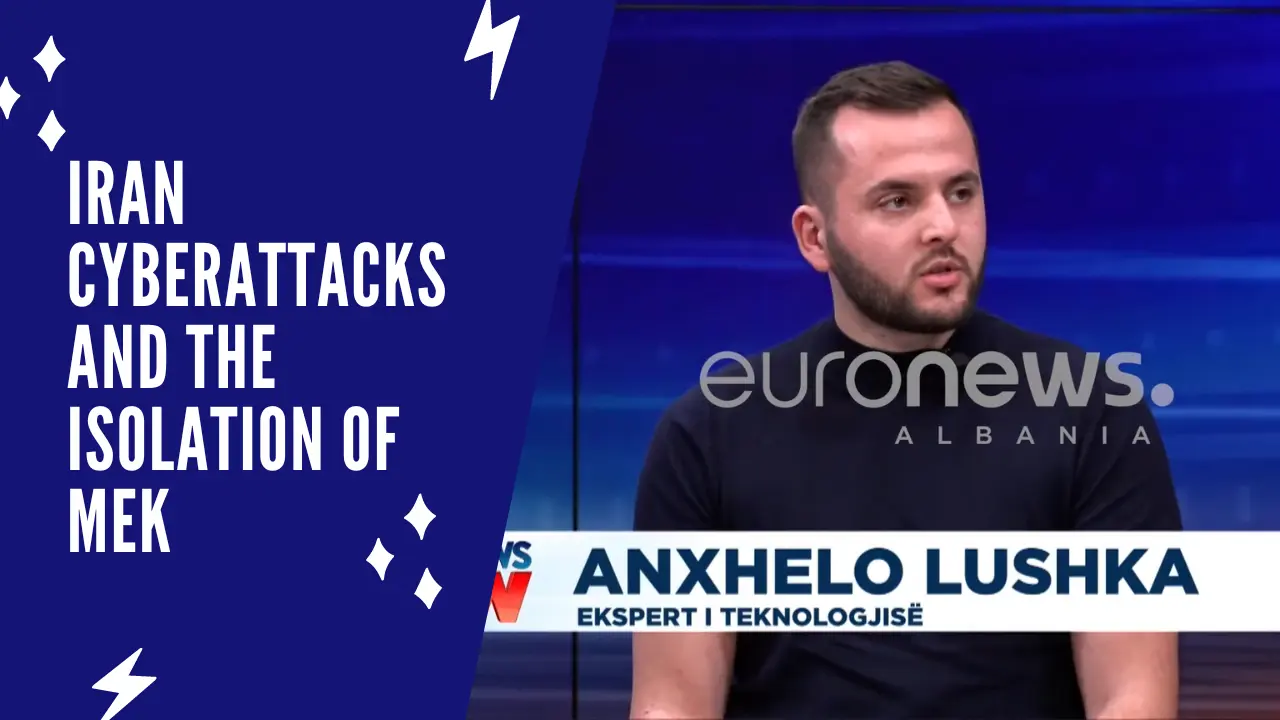 IRAN
CYBERATTACKS
AND THE
ISOLATION OF
MEK
euronews.
ALBANIA
ANXHELO LUSHKA
EKSPERT I TEKNOLOGJISË